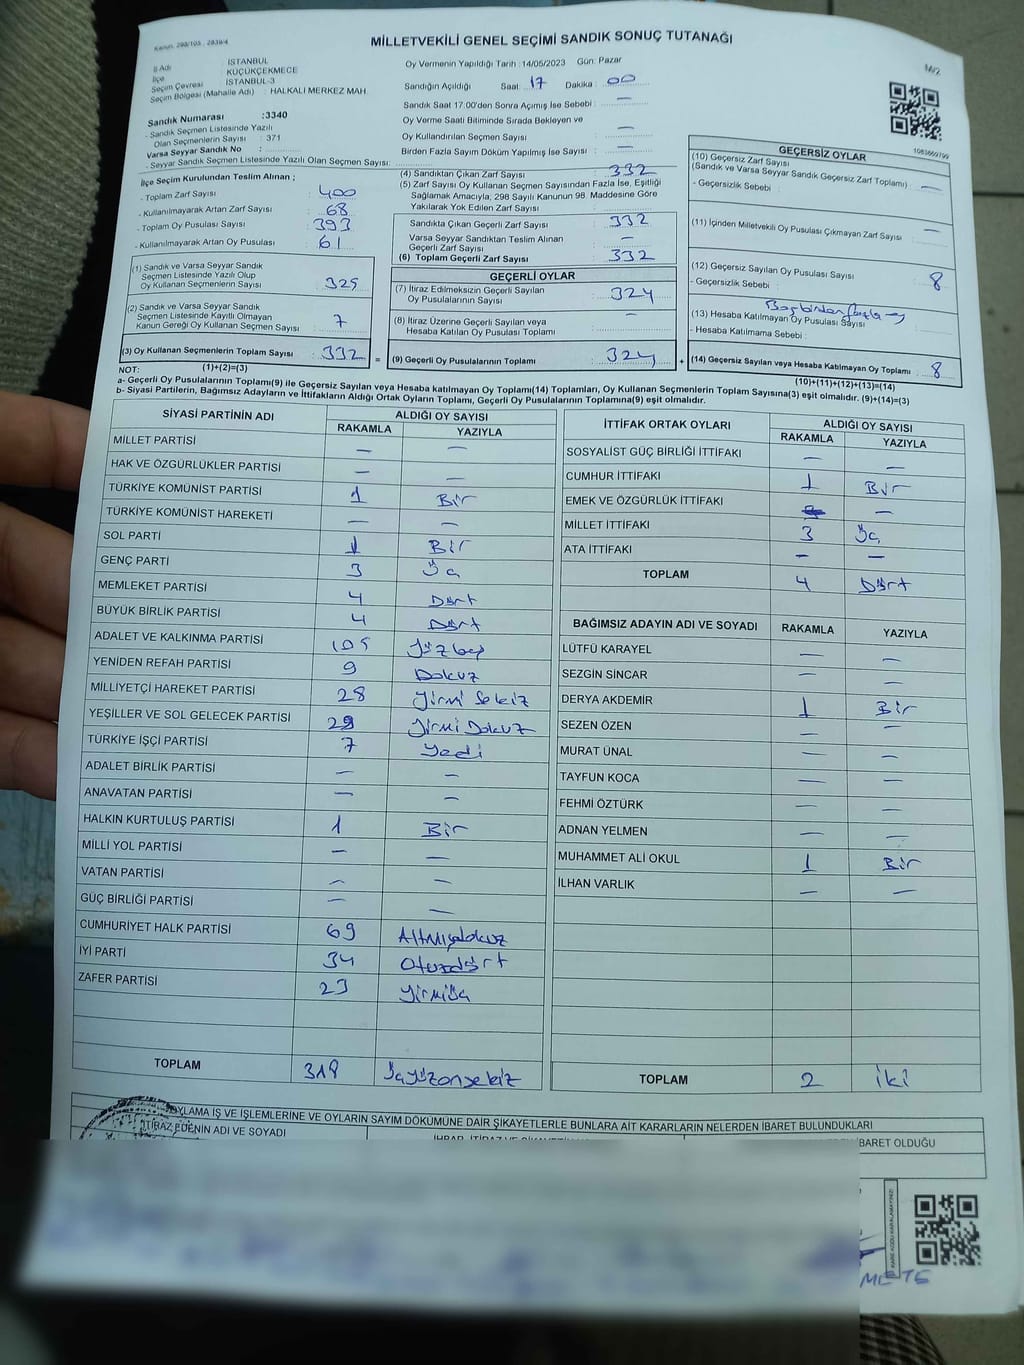 Kanun. 298/105 , 2839/4
MİLLETVEKİLİ GENEL SEÇİMİ SANDIK SONUÇ TUTANAĞI
M/2
İl Adı : İSTANBUL
İlçe : KÜÇÜKÇEKMECE
Seçim Çevresi : İSTANBUL-3
Seçim Bölgesi (Mahalle Adı) : HALKALI MERKEZ MAH.
Sandık Numarası :3340
- Sandık Seçmen Listesinde Yazılı
Olan Seçmenlerin Sayısı : 371
Varsa Seyyar Sandık No :
- Seyyar Sandık Seçmen Listesinde Yazılı Olan Seçmen Sayısı:
Oy Vermenin Yapıldığı Tarih :14/05/2023 Gün: Pazar
Sandığın Açıldığı Saat: 17 Dakika : 00
Sandık Saat 17:00'den Sonra Açımış İse Sebebi : —
Oy Verme Saati Bitiminde Sırada Bekleyen ve
Oy Kullandırılan Seçmen Sayısı : —
Birden Fazla Sayım Döküm Yapılmış İse Sayısı : —
1083669799
İlçe Seçim Kurulundan Teslim Alınan ;
- Toplam Zarf Sayısı : 400
- Kullanılmayarak Artan Zarf Sayısı : 68
- Toplam Oy Pusulası Sayısı : 393
- Kullanılmayarak Artan Oy Pusulası : 61
(1) Sandık ve Varsa Seyyar Sandık
Seçmen Listesinde Yazılı Olup
Oy Kullanan Seçmenlerin Sayısı : 325
(2) Sandık ve Varsa Seyyar Sandık
Seçmen Listesinde Kayıtlı Olmayan
Kanun Gereği Oy Kullanan Seçmen Sayısı : 7
(3) Oy Kullanan Seçmenlerin Toplam Sayısı : 332 =
(1)+(2)=(3)
(4) Sandıktan Çıkan Zarf Sayısı : 332
(5) Zarf Sayısı Oy Kullanan Seçmen Sayısından Fazla İse, Eşitliği
Sağlamak Amacıyla, 298 Sayılı Kanunun 98. Maddesine Göre
Yakılarak Yok Edilen Zarf Sayısı :
Sandıkta Çıkan Geçerli Zarf Sayısı : 332
Varsa Seyyar Sandıktan Teslim Alınan
Geçerli Zarf Sayısı : —
(6) Toplam Geçerli Zarf Sayısı : 332
GEÇERLİ OYLAR
(7) İtiraz Edilmeksizin Geçerli Sayılan
Oy Pusulalarının Sayısı : 324
(8) İtiraz Üzerine Geçerli Sayılan veya
Hesaba Katılan Oy Pusulaları Toplamı : —
(9) Geçerli Oy Pusulalarının Toplamı : 324 +
GEÇERSİZ OYLAR
(10) Geçersiz Zarf Sayısı
(Sandık ve Varsa Seyyar Sandık Geçersiz Zarf Toplamı) : —
- Geçersizlik Sebebi :
(11) İçinden Milletvekili Oy Pusulası Çıkmayan Zarf Sayısı : —
(12) Geçersiz Sayılan Oy Pusulası Sayısı : 8
- Geçersizlik Sebebi :
(13) Hesaba Katılmayan Oy Pusulası Sayısı
- Hesaba Katılmama Sebebi :
(14) Geçersiz Sayılan veya Hesaba Katılmayan Oy Toplamı : 8
(10)+(11)+(12)+(13)=(14)
NOT:
a- Geçerli Oy Pusulalarının Toplamı(9) ile Geçersiz Sayılan veya Hesaba katılmayan Oy Toplamı(14) Toplamları, Oy Kullanan Seçmenlerin Toplam Sayısına(3) eşit olmalıdır. (9)+(14)=(3)
b- Siyasi Partilerin, Bağımsız Adayların ve İttifakların Aldığı Ortak Oyların Toplamı, Geçerli Oy Pusulalarının Toplamına(9) eşit olmalıdır.
SİYASİ PARTİNİN ADI ALDIĞI OY SAYISI
RAKAMLA YAZIYLA
MİLLET PARTİSİ — —
HAK VE ÖZGÜRLÜKLER PARTİSİ — —
TÜRKİYE KOMÜNİST PARTİSİ 1 Bir
TÜRKİYE KOMÜNİST HAREKETİ — —
SOL PARTİ 1 Bir
GENÇ PARTİ 3 Üç
MEMLEKET PARTİSİ 4 Dört
BÜYÜK BİRLİK PARTİSİ 4 Dört
ADALET VE KALKINMA PARTİSİ 105 Yüzbeş
YENİDEN REFAH PARTİSİ 9 Dokuz
MİLLİYETÇİ HAREKET PARTİSİ 28 Yirmi Sekiz
YEŞİLLER VE SOL GELECEK PARTİSİ 29 Yirmi Dokuz
TÜRKİYE İŞÇİ PARTİSİ 7 Yedi
ADALET BİRLİK PARTİSİ — —
ANAVATAN PARTİSİ — —
HALKIN KURTULUŞ PARTİSİ 1 Bir
MİLLİ YOL PARTİSİ — —
VATAN PARTİSİ — —
GÜÇ BİRLİĞİ PARTİSİ — —
CUMHURİYET HALK PARTİSİ 69 Altmışdokuz
İYİ PARTİ 34 Otuzdört
ZAFER PARTİSİ 23 Yirmiüç
TOPLAM 318 Üçyüzonsekiz
İTTİFAK ORTAK OYLARI ALDIĞI OY SAYISI
RAKAMLA YAZIYLA
SOSYALİST GÜÇ BİRLİĞİ İTTİFAKI — —
CUMHUR İTTİFAKI 1 Bir
EMEK VE ÖZGÜRLÜK İTTİFAKI —
MİLLET İTTİFAKI 3 Üç
ATA İTTİFAKI — —
TOPLAM 4 Dört
BAĞIMSIZ ADAYIN ADI VE SOYADI RAKAMLA YAZIYLA
LÜTFÜ KARAYEL — —
SEZGİN SİNCAR — —
DERYA AKDEMİR 1 Bir
SEZEN ÖZEN — —
MURAT ÜNAL — —
TAYFUN KOCA — —
FEHMİ ÖZTÜRK — —
ADNAN YELMEN — —
MUHAMMET ALİ OKUL 1 Bir
İLHAN VARLIK — —
TOPLAM 2 iki
OYLAMA İŞ VE İŞLEMLERİNE VE OYLARIN SAYIM DÖKÜMÜNE DAİR ŞİKAYETLERLE BUNLARA AİT KARARLARIN NELERDEN İBARET BULUNDUKLARI
İTİRAZ EDENİN ADI VE SOYADI
İBARET OLDUĞU
KARE KODU KARALAMAYINIZ!